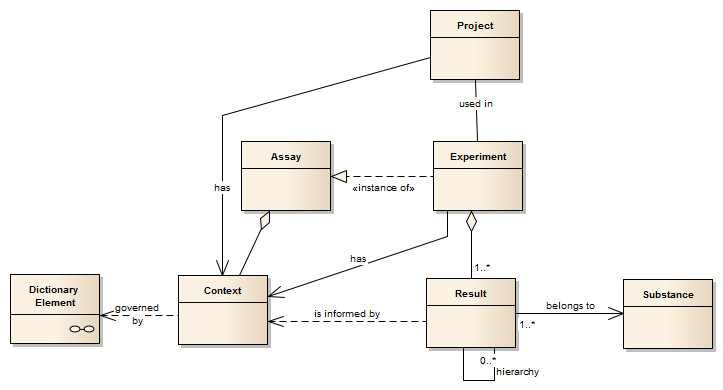 Project
used in
Assay
Experiment
has
«instance of»
has
1..*
Dictionary
Element
Context
Result
Substance
governed
by
is informed by
belongs to
1..*
0..*
hierarchy